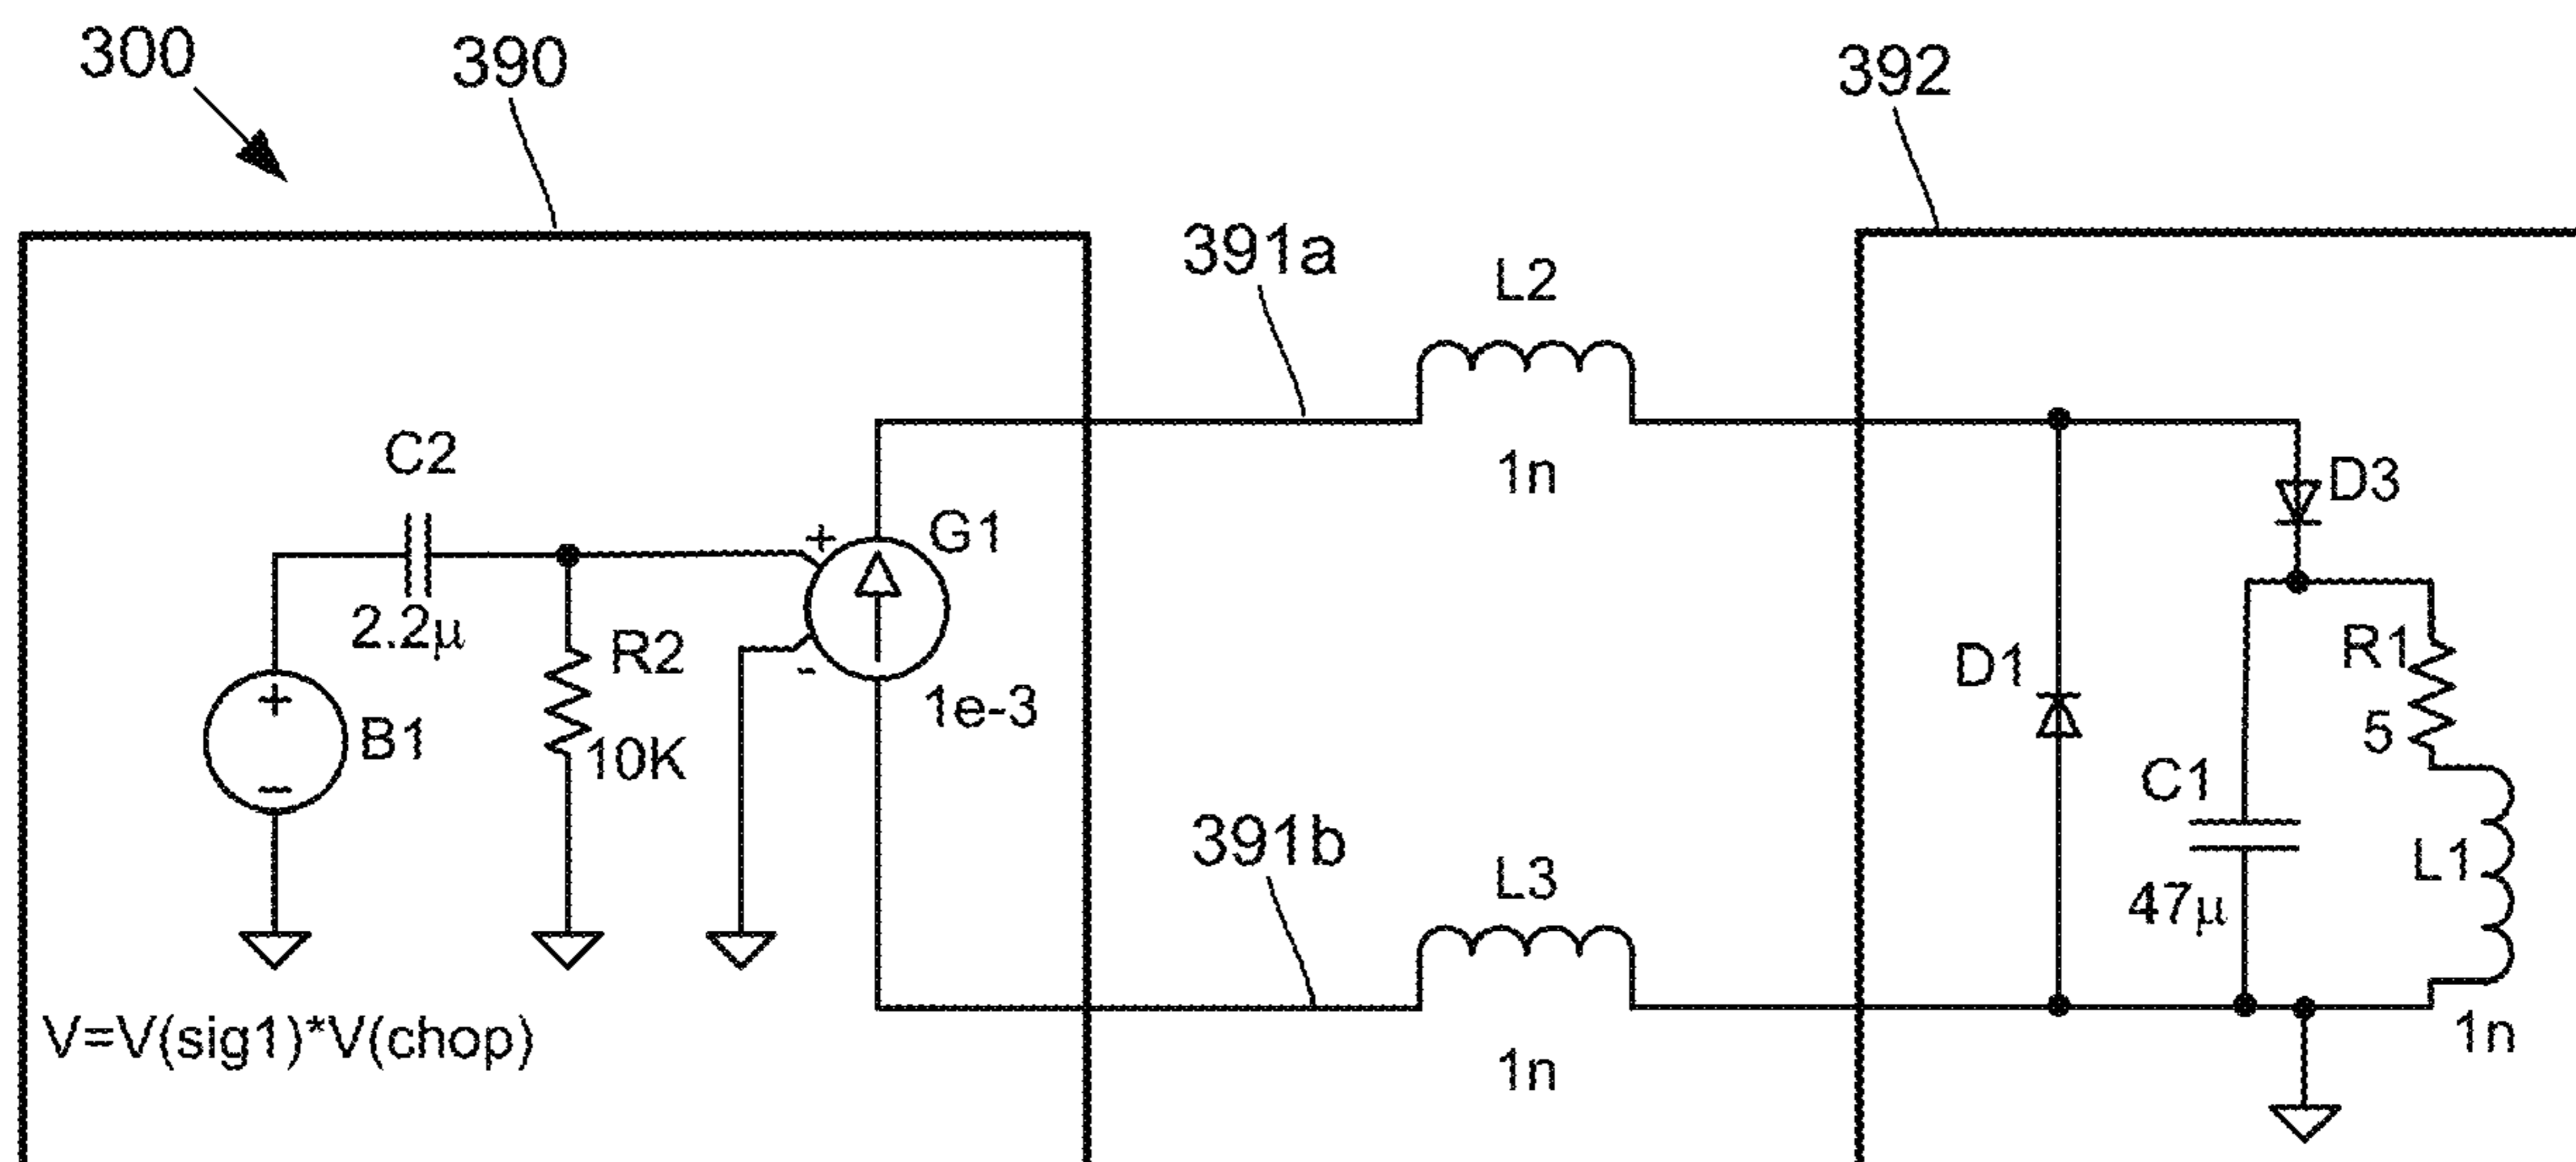 300
390
392
391a
L2
1n
C2
2.2µ
+
G1
D3
R2
10K
-
1e-3
+
B1
−
D1
R1
5
C1
47µ
L1
391b
L3
1n
1n
V=V(sig1)*V(chop)